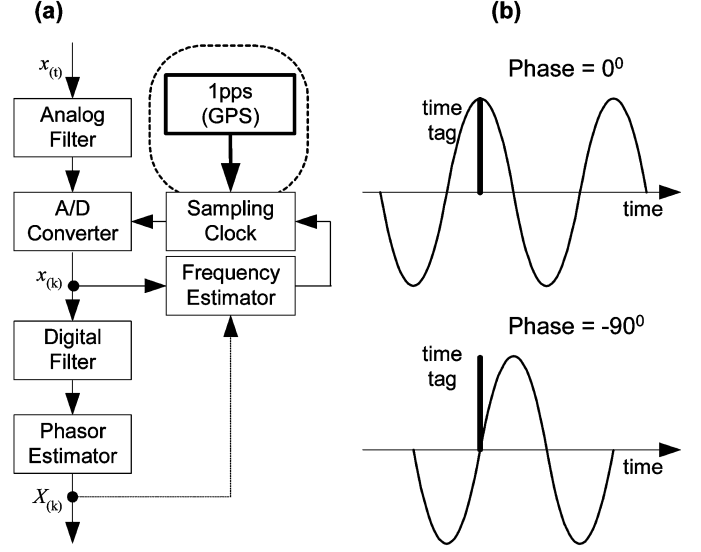 (a)
x(t)
Analog
Filter
1pps
(GPS)
A/D
Converter
Sampling
Clock
x(k)
Frequency
Estimator
Digital
Filter
Phasor
Estimator
X(k)
(b)
Phase = 0⁰
time
tag
time
Phase = -90⁰
time
tag
time